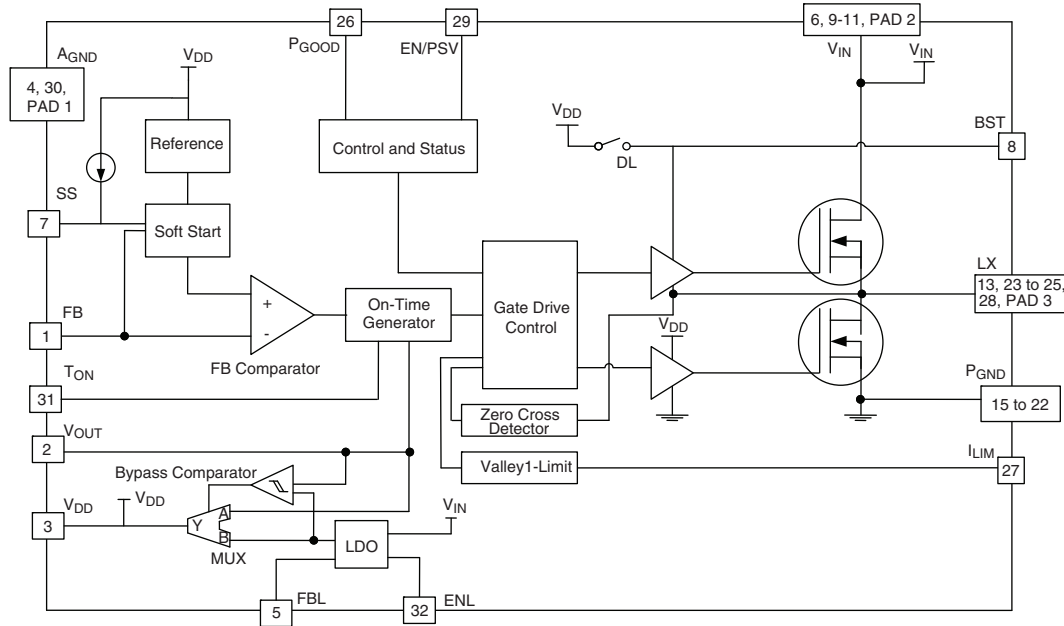 26
29
6, 9-11, PAD 2
AGND
PGOOD
EN/PSV
VIN
VIN
VDD
4, 30,
PAD 1
Reference
Control and Status
VDD
DL
BST
8
SS
7
Soft Start
LX
13, 23 to 25,
28, PAD 3
Gate Drive
Control
On-Time
Generator
+
-
FB Comparator
FB
1
VDD
PGND
15 to 22
TON
31
Zero Cross
Detector
VOUT
2
Valley1-Limit
ILIM
27
Bypass Comparator
VDD
VDD
3
Y
A
B
MUX
VIN
LDO
FBL
5
32
ENL